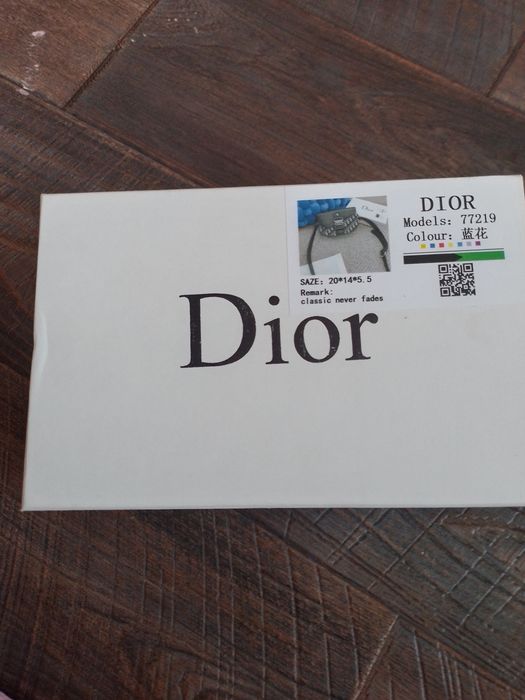 DIOR
Models: 77219
Colour: 蓝花
SAZE: 20*14*5.5
Remark:
classic never fades
Dior